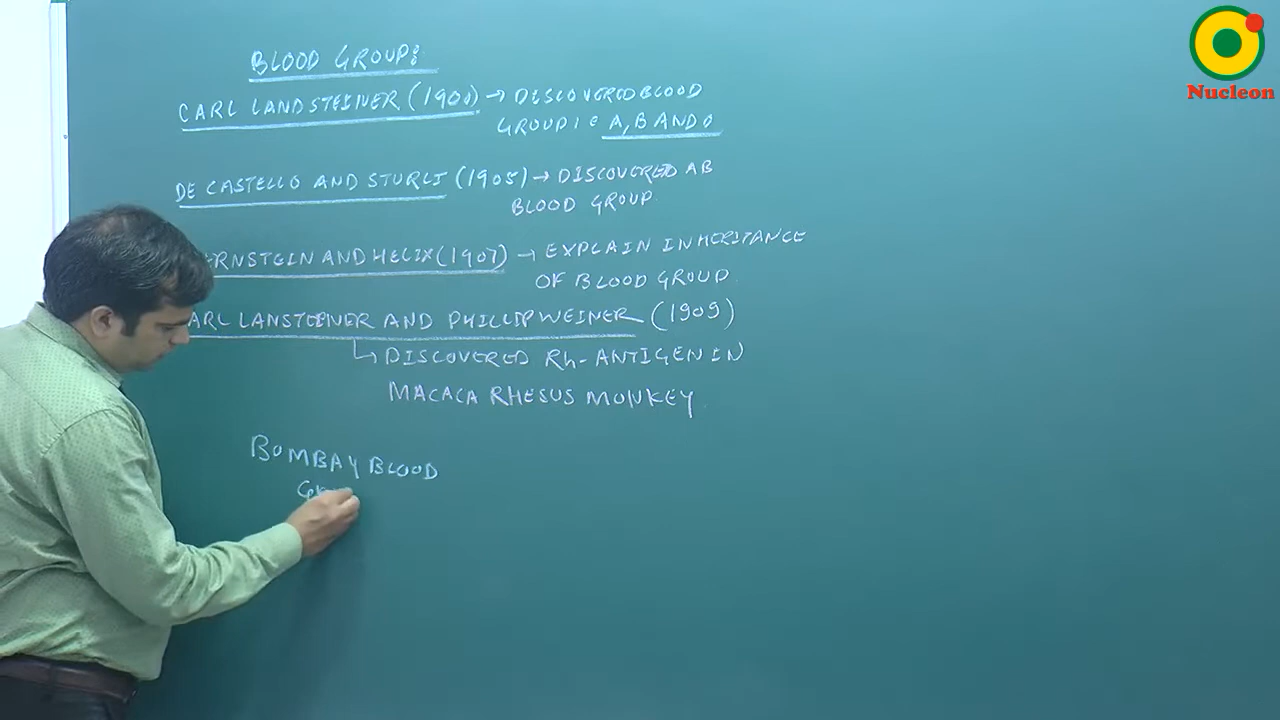 BLOOD GROUP:
CARL LANDSTEINER (1900) → DISCOVERED BLOOD
GROUP i e A, B AND O
DE CASTELLO AND STURLI (1905) → DISCOVERED AB
BLOOD GROUP.
RNSTEIN AND HELIX (1907) → EXPLAIN INHERITANCE
OF BLOOD GROUP.
ARL LANSTEINER AND PHILLIP WEINER (1909)
↳ DISCOVERED Rh-ANTIGEN IN
MACACA RHESUS MONKEY.
BOMBAY BLOOD
Nucleon